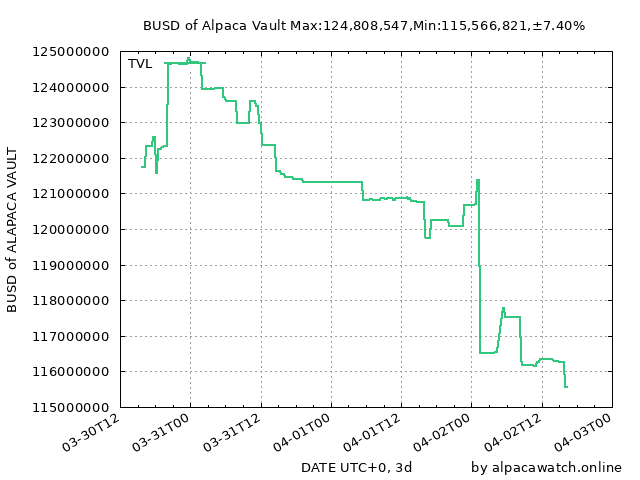 BUSD of Alpaca Vault Max:124,808,547,Min:115,566,821,±7.40%
TVL
BUSD of ALAPACA VAULT
125000000
124000000
123000000
122000000
121000000
120000000
119000000
118000000
117000000
116000000
115000000
03-30T12
03-31T00
03-31T12
04-01T00
04-01T12
04-02T00
04-02T12
04-03T00
DATE UTC+0, 3d
by alpacawatch.online